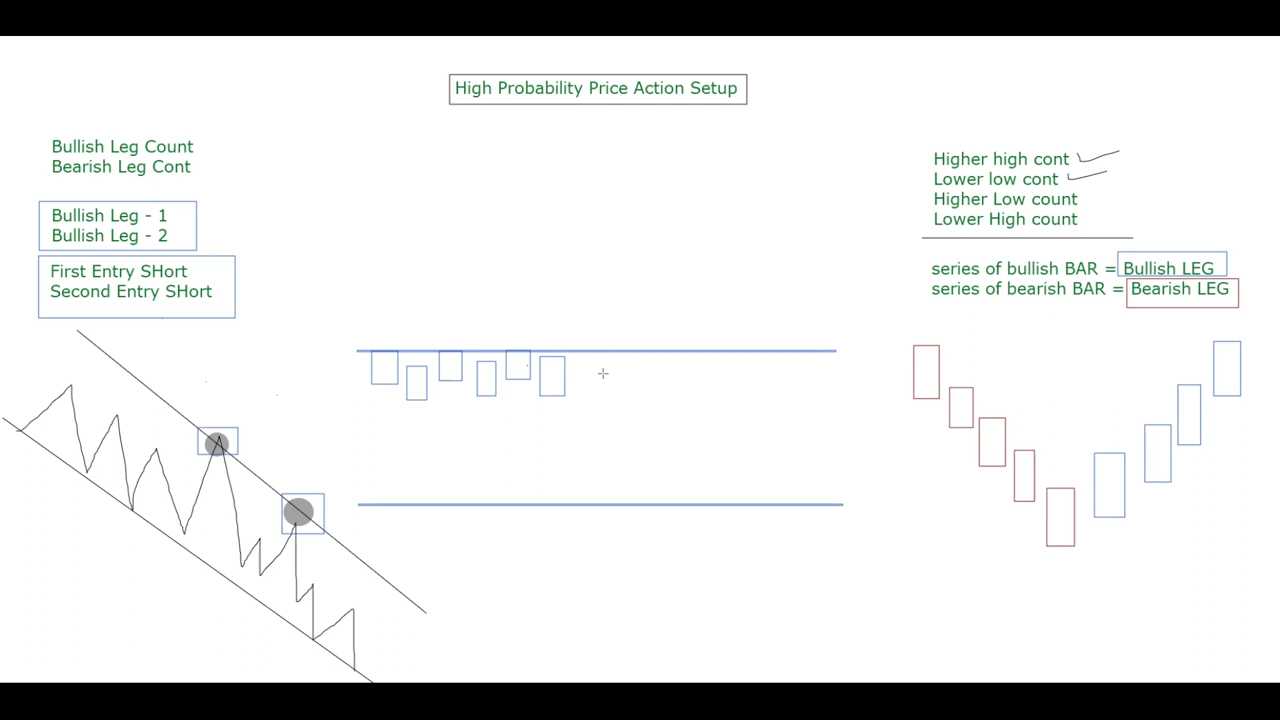 High Probability Price Action Setup
Bullish Leg Count
Bearish Leg Cont
Bullish Leg - 1
Bullish Leg - 2
First Entry SHort
Second Entry SHort
Higher high cont
Lower low cont
Higher Low count
Lower High count
series of bullish BAR = Bullish LEG
series of bearish BAR = Bearish LEG